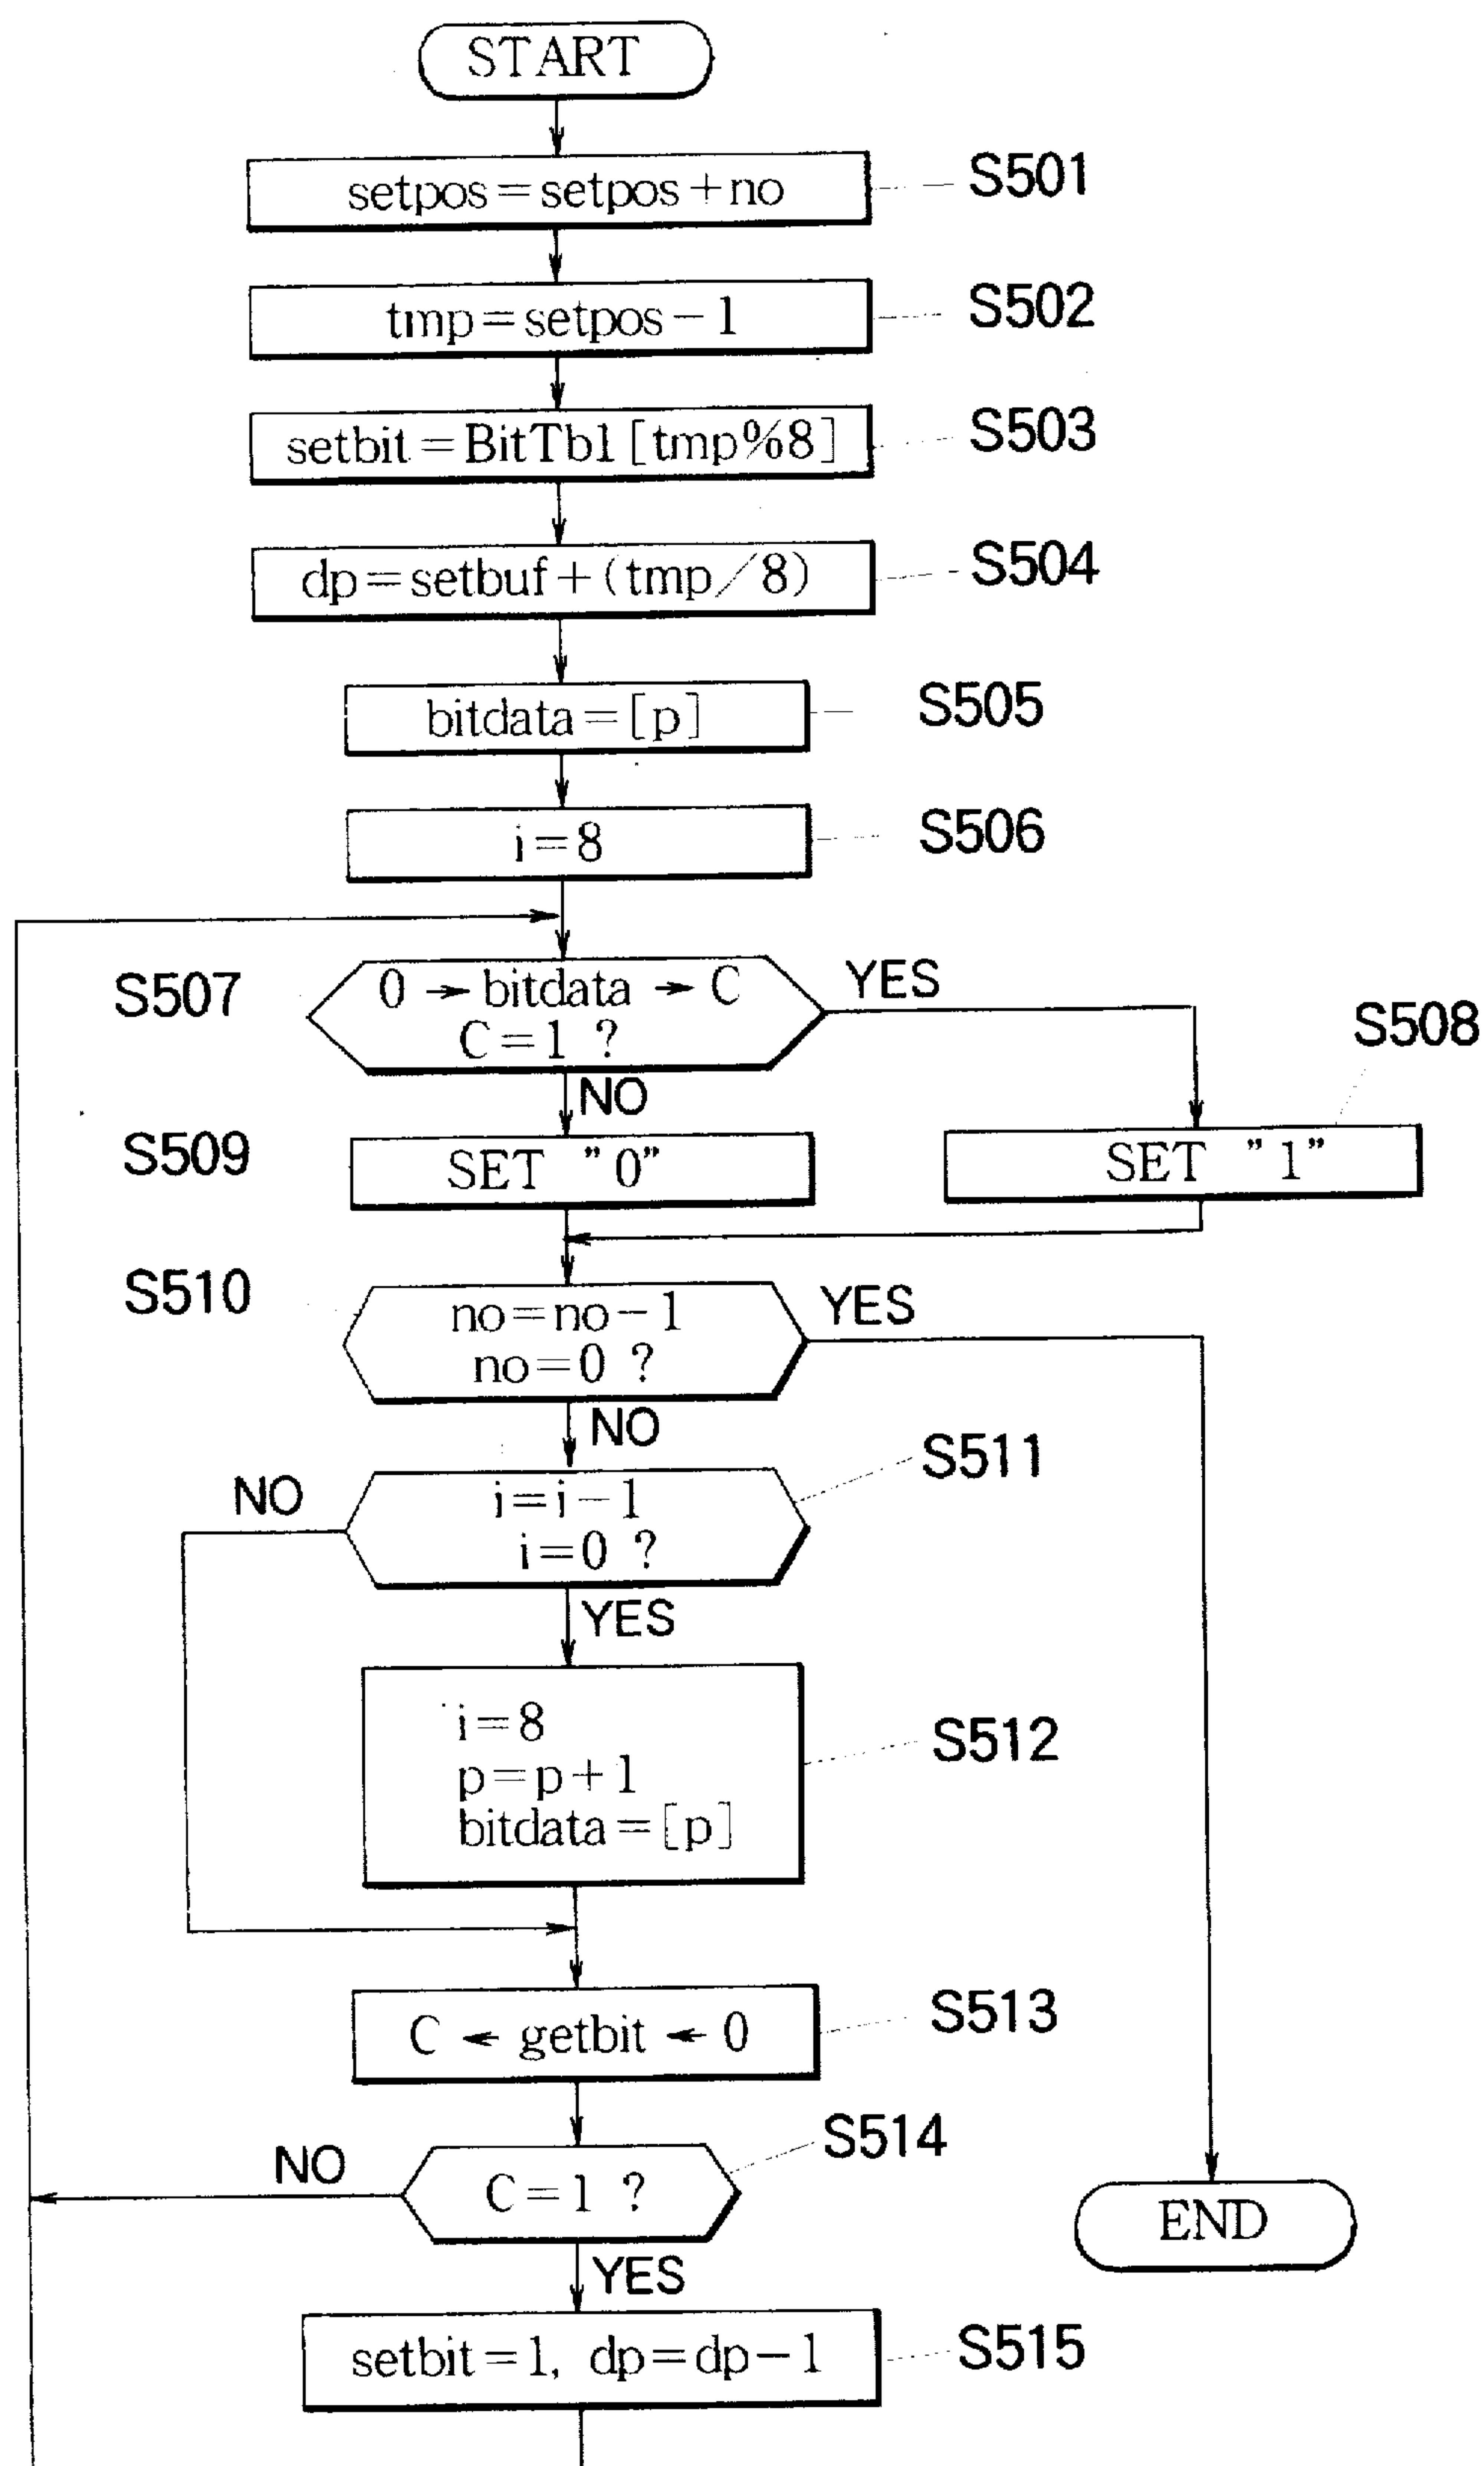 START
setpos=setpos+no
S501
tmp=setpos-1
S502
setbit=BitTbl[tmp%8]
S503
dp=setbuf+(tmp/8)
S504
bitdata=[p]
S505
i=8
S506
S507
0→bitdata→C
C=1 ?
YES
NO
S508
SET "1"
S509
SET "0"
S510
no=no-1
no=0 ?
YES
NO
S511
i=i-1
i=0 ?
NO
YES
i=8
p=p+1
bitdata=[p]
S512
C←getbit←0
S513
S514
C=1 ?
NO
YES
END
setbit=1, dp=dp-1
S515